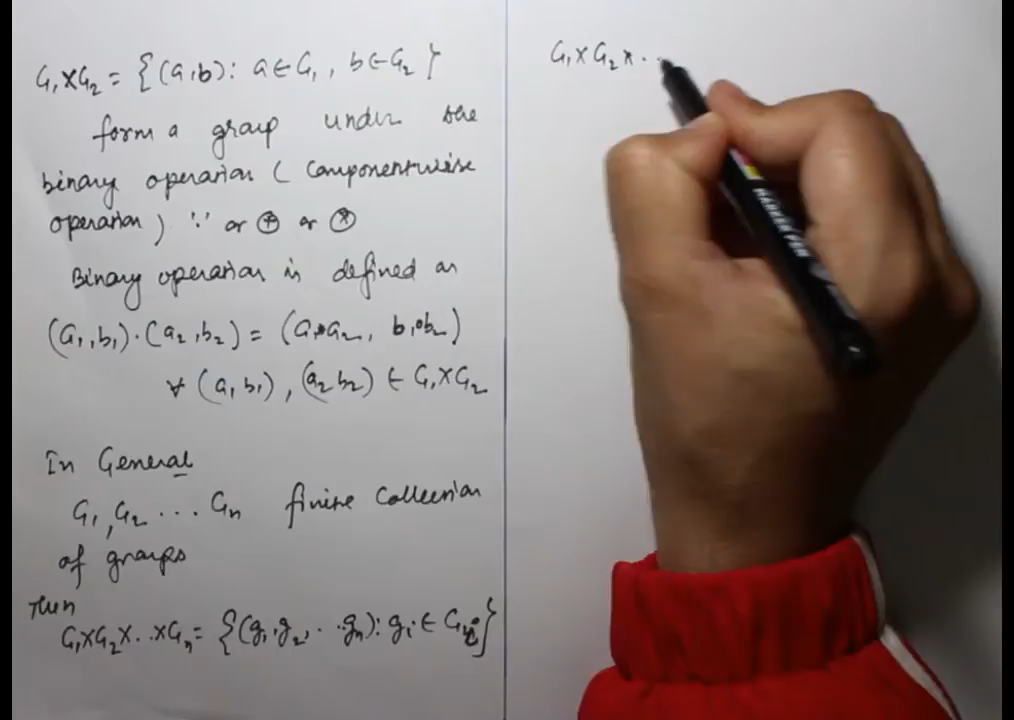 G₁×G₂ = {(a,b): a∈G₁, b∈G₂}
form a group under the
binary operation ( Componentwise
operation) '.' or ⊕ or ⊛
Binary operation is defined as
(a₁,b₁)·(a₂,b₂) = (a₁*a₂, b₁∘b₂)
∀ (a₁ b₁), (a₂ b₂) ∈ G₁×G₂
In General
G₁, G₂ ... Gₙ finite Collection
of groups
Then
G₁×G₂×..×Gₙ = {(g₁,g₂, ..gₙ): gᵢ ∈ Gᵢ}
G₁×G₂×..
MARKER PEN